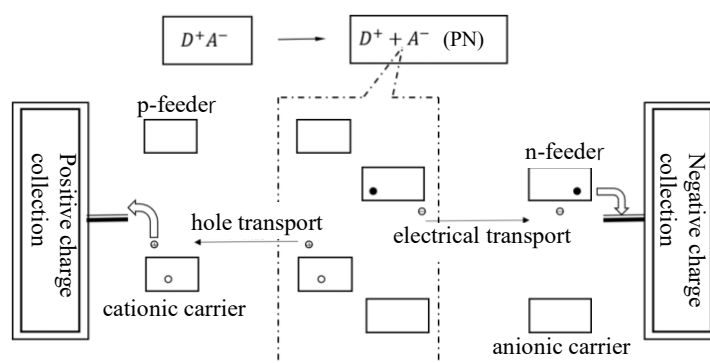 D⁺A⁻
D⁺ + A⁻ (PN)
p-feeder
n-feeder
Positive charge
collection
Negative charge
collection
hole transport
electrical transport
cationic carrier
anionic carrier